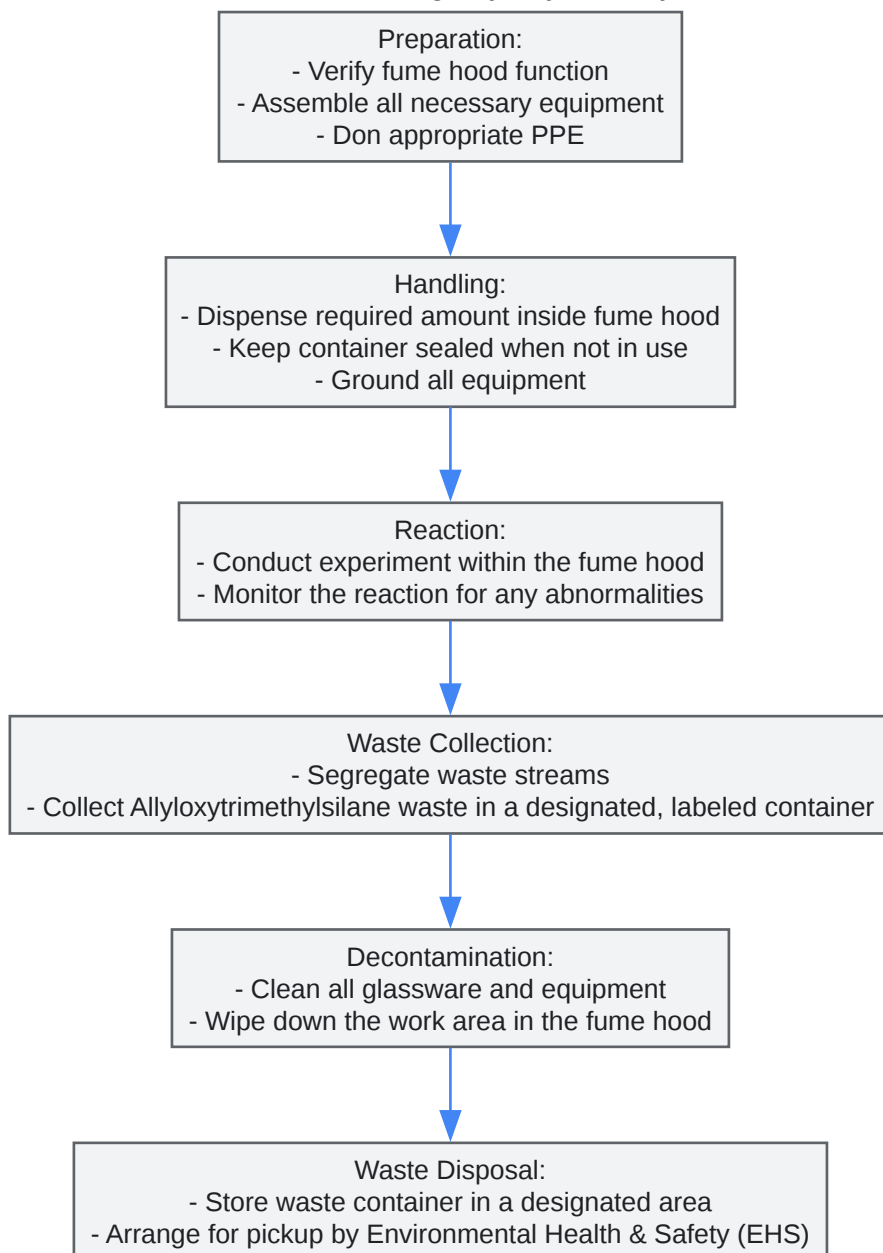 Preparation:
- Verify fume hood function
- Assemble all necessary equipment
- Don appropriate PPE
Handling:
- Dispense required amount inside fume hood
- Keep container sealed when not in use
- Ground all equipment
Reaction:
- Conduct experiment within the fume hood
- Monitor the reaction for any abnormalities
Waste Collection:
- Segregate waste streams
- Collect Allyloxytrimethylsilane waste in a designated, labeled container
Decontamination:
- Clean all glassware and equipment
- Wipe down the work area in the fume hood
Waste Disposal:
- Store waste container in a designated area
- Arrange for pickup by Environmental Health & Safety (EHS)